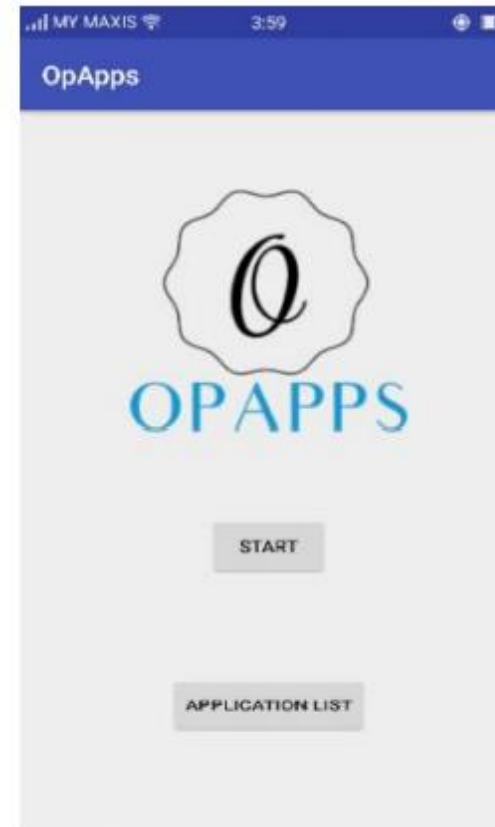 MY MAXIS 3:59
OpApps
O
OPAPPS
START
APPLICATION LIST